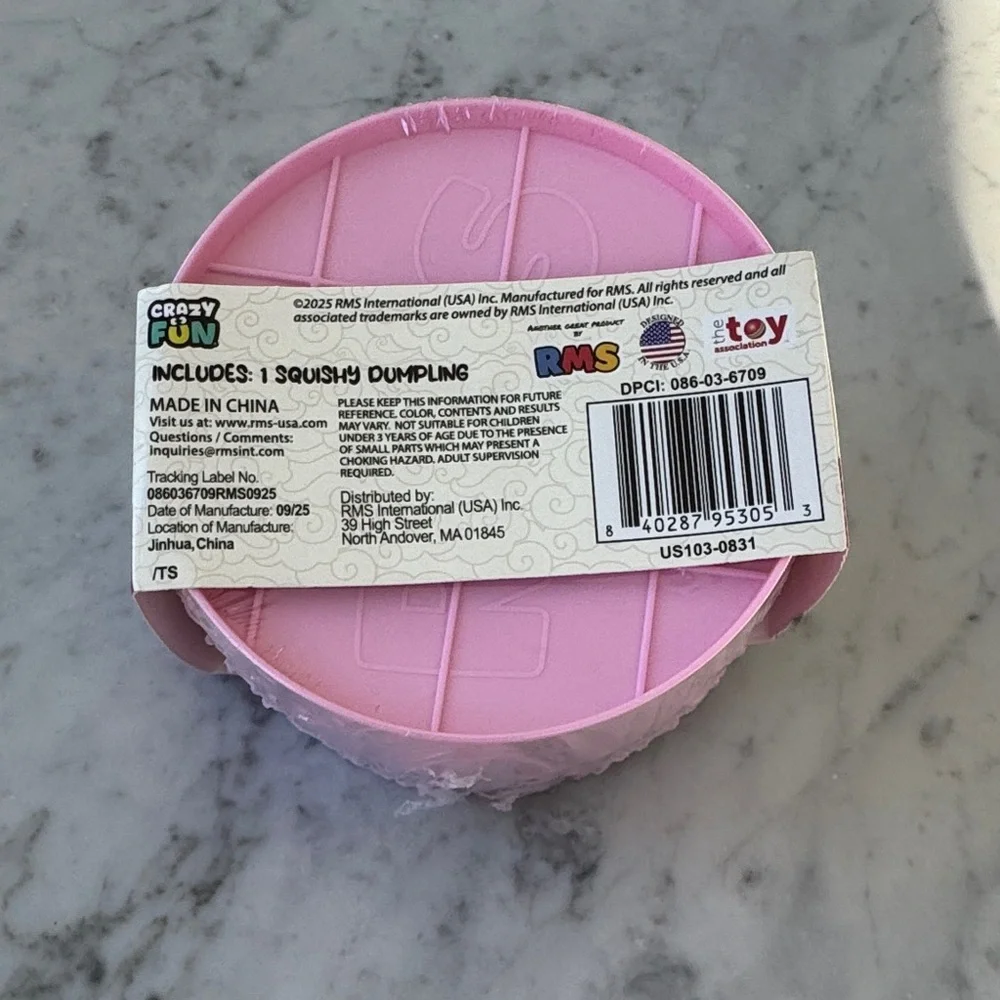 ©2025 RMS International (USA) Inc. Manufactured for RMS. All rights reserved and all
associated trademarks are owned by RMS International (USA) Inc.
CRAZY
FUN
ANOTHER GREAT PRODUCT
BY
RMS
DESIGNED
IN THE U.S.A.
the toy
association
INCLUDES: 1 SQUISHY DUMPLING
MADE IN CHINA
Visit us at: www.rms-usa.com
Questions / Comments:
inquiries@rmsint.com
Tracking Label No.
086036709RMS0925
Date of Manufacture: 09/25
Location of Manufacture:
Jinhua, China
/TS
PLEASE KEEP THIS INFORMATION FOR FUTURE
REFERENCE. COLOR, CONTENTS AND RESULTS
MAY VARY. NOT SUITABLE FOR CHILDREN
UNDER 3 YEARS OF AGE DUE TO THE PRESENCE
OF SMALL PARTS WHICH MAY PRESENT A
CHOKING HAZARD. ADULT SUPERVISION
REQUIRED.
Distributed by:
RMS International (USA) Inc.
39 High Street
North Andover, MA 01845
DPCI: 086-03-6709
8 40287 95305 3
US103-0831